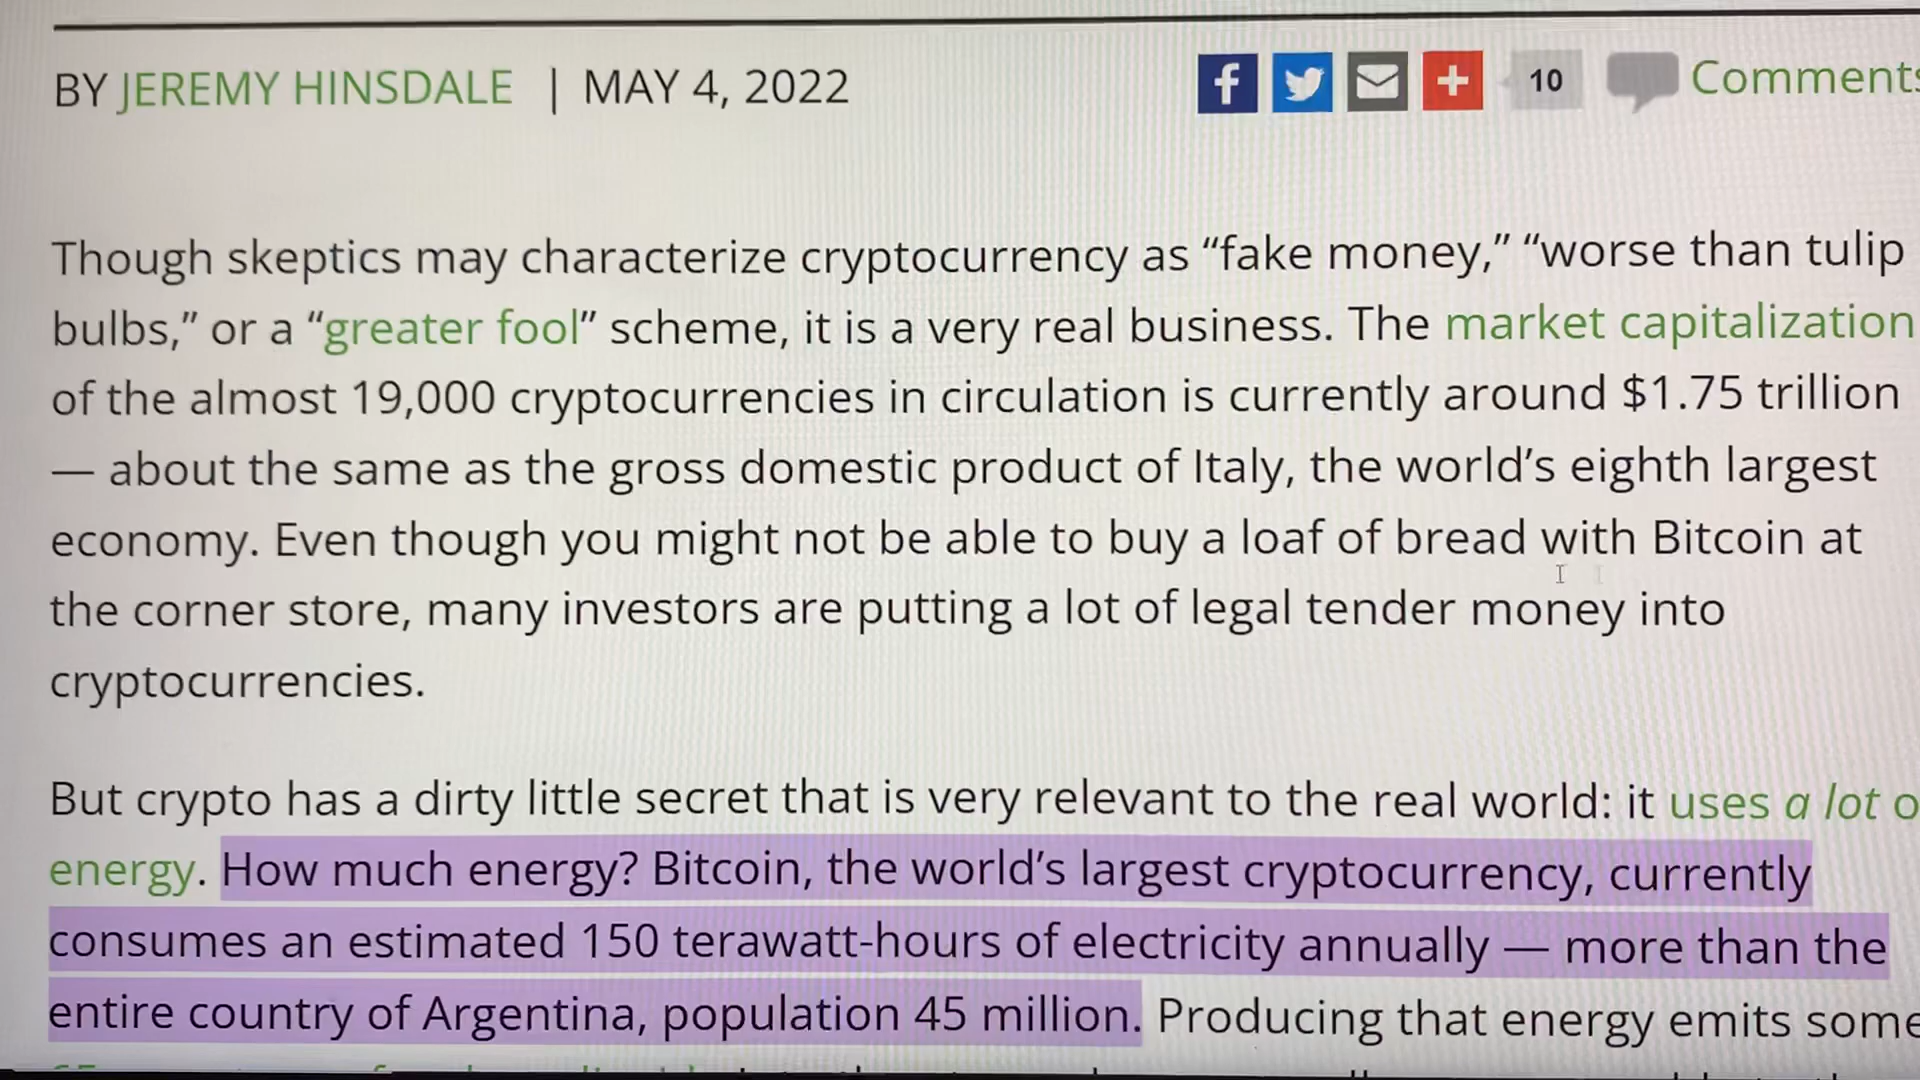 BY JEREMY HINSDALE | MAY 4, 2022
10 Comments
Though skeptics may characterize cryptocurrency as “fake money,” “worse than tulip
bulbs,” or a “greater fool” scheme, it is a very real business. The market capitalization
of the almost 19,000 cryptocurrencies in circulation is currently around $1.75 trillion
— about the same as the gross domestic product of Italy, the world’s eighth largest
economy. Even though you might not be able to buy a loaf of bread with Bitcoin at
the corner store, many investors are putting a lot of legal tender money into
cryptocurrencies.
But crypto has a dirty little secret that is very relevant to the real world: it uses a lot o
energy. How much energy? Bitcoin, the world’s largest cryptocurrency, currently
consumes an estimated 150 terawatt-hours of electricity annually — more than the
entire country of Argentina, population 45 million. Producing that energy emits some